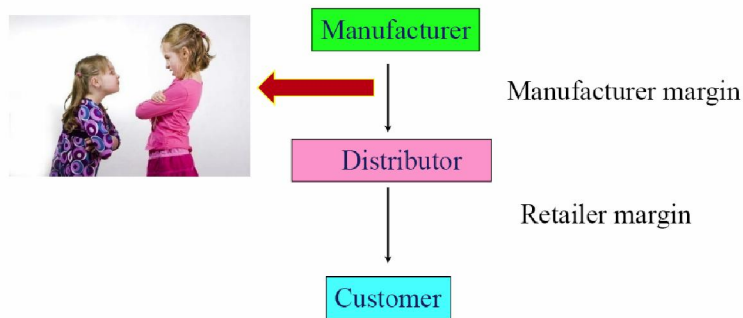 Manufacturer
Manufacturer margin
Distributor
Retailer margin
Customer